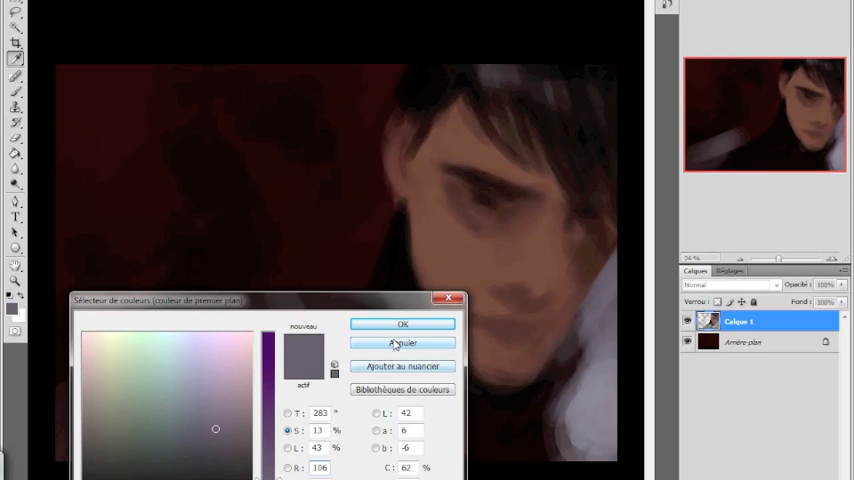 Calques Réglages
Normal Opacité : 100%
Verrou : Fond : 100%
Calque 1
Arrière-plan
Sélecteur de couleurs (couleur de premier plan)
nouveau
actif
OK
Annuler
Ajouter au nuancier
Bibliothèques de couleurs
T : 283 ° L : 42
S : 13 % a : 6
L : 43 % b : -6
R : 106 C : 62 %